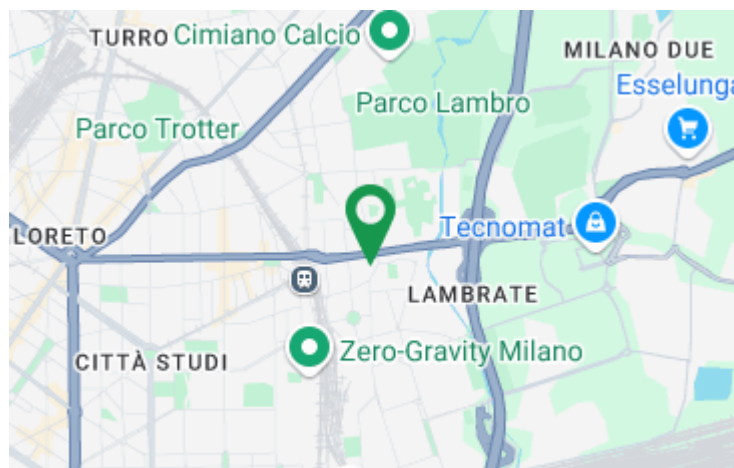 TURRO
Cimiano Calcio
MILANO DUE
Esselunga
Parco Lambro
Parco Trotter
LORETO
Tecnomat
LAMBRATE
CITTÀ STUDI
Zero-Gravity Milano